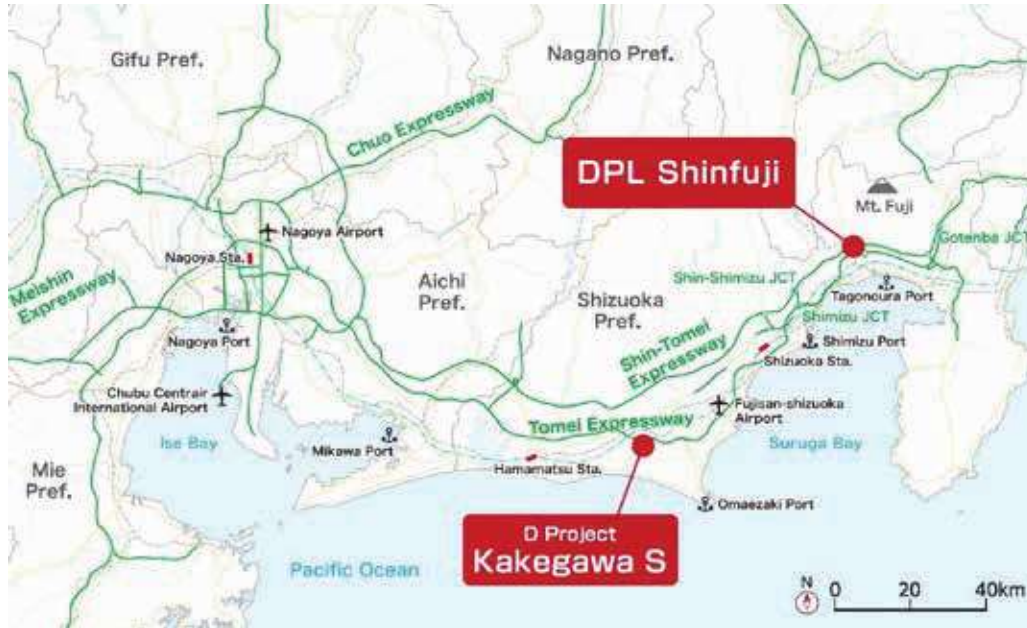 Gifu Pref.
Nagano Pref.
Chuo Expressway
DPL Shinfuji
Mt. Fuji
Nagoya Airport
Gotenba JCT
Nagoya Sta.
Meishin
Expressway
Aichi
Pref.
Shizuoka
Pref.
Shin-Shimizu JCT
Tagonoura Port
Shimizu JCT
Nagoya Port
Shimizu Port
Shin-Tomei
Expressway
Shizuoka Sta.
Chubu Centrair
International Airport
Fujisan-shizuoka
Airport
Tomei Expressway
Ise Bay
Mikawa Port
Suruga Bay
Hamamatsu Sta.
Mie
Pref.
Omaezaki Port
D Project
Kakegawa S
Pacific Ocean
N
0 20 40km